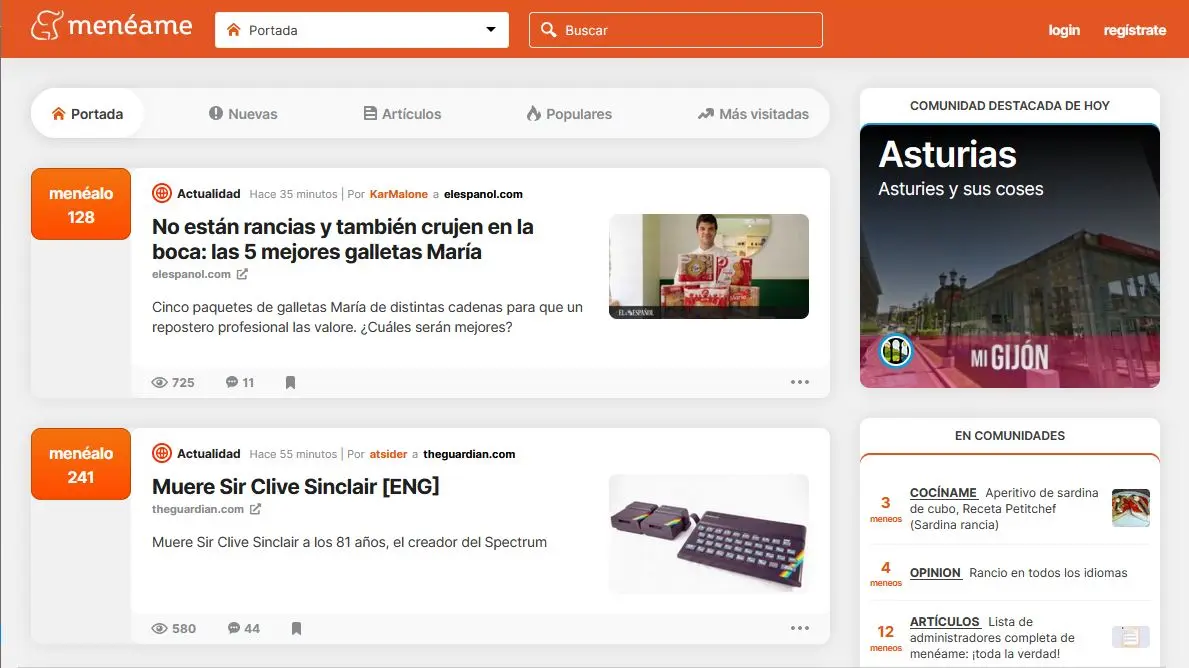 menéame
Portada
Buscar
login
regístrate
Portada
Nuevas
Artículos
Populares
Más visitadas
menéalo
128
Actualidad Hace 35 minutos | Por KarMalone a elespanol.com
No están rancias y también crujen en la
boca: las 5 mejores galletas María
elespanol.com
Cinco paquetes de galletas María de distintas cadenas para que un
repostero profesional las valore. ¿Cuáles serán mejores?
EL ESPAÑOL
725
11
menéalo
241
Actualidad Hace 55 minutos | Por atsider a theguardian.com
Muere Sir Clive Sinclair [ENG]
theguardian.com
Muere Sir Clive Sinclair a los 81 años, el creador del Spectrum
580
44
COMUNIDAD DESTACADA DE HOY
Asturias
Asturies y sus coses
MI GIJÓN
EN COMUNIDADES
3
meneos
COCÍNAME Aperitivo de sardina
de cubo, Receta Petitchef
(Sardina rancia)
4
meneos
OPINION Rancio en todos los idiomas
12
meneos
ARTÍCULOS Lista de
administradores completa de
menéame: ¡toda la verdad!